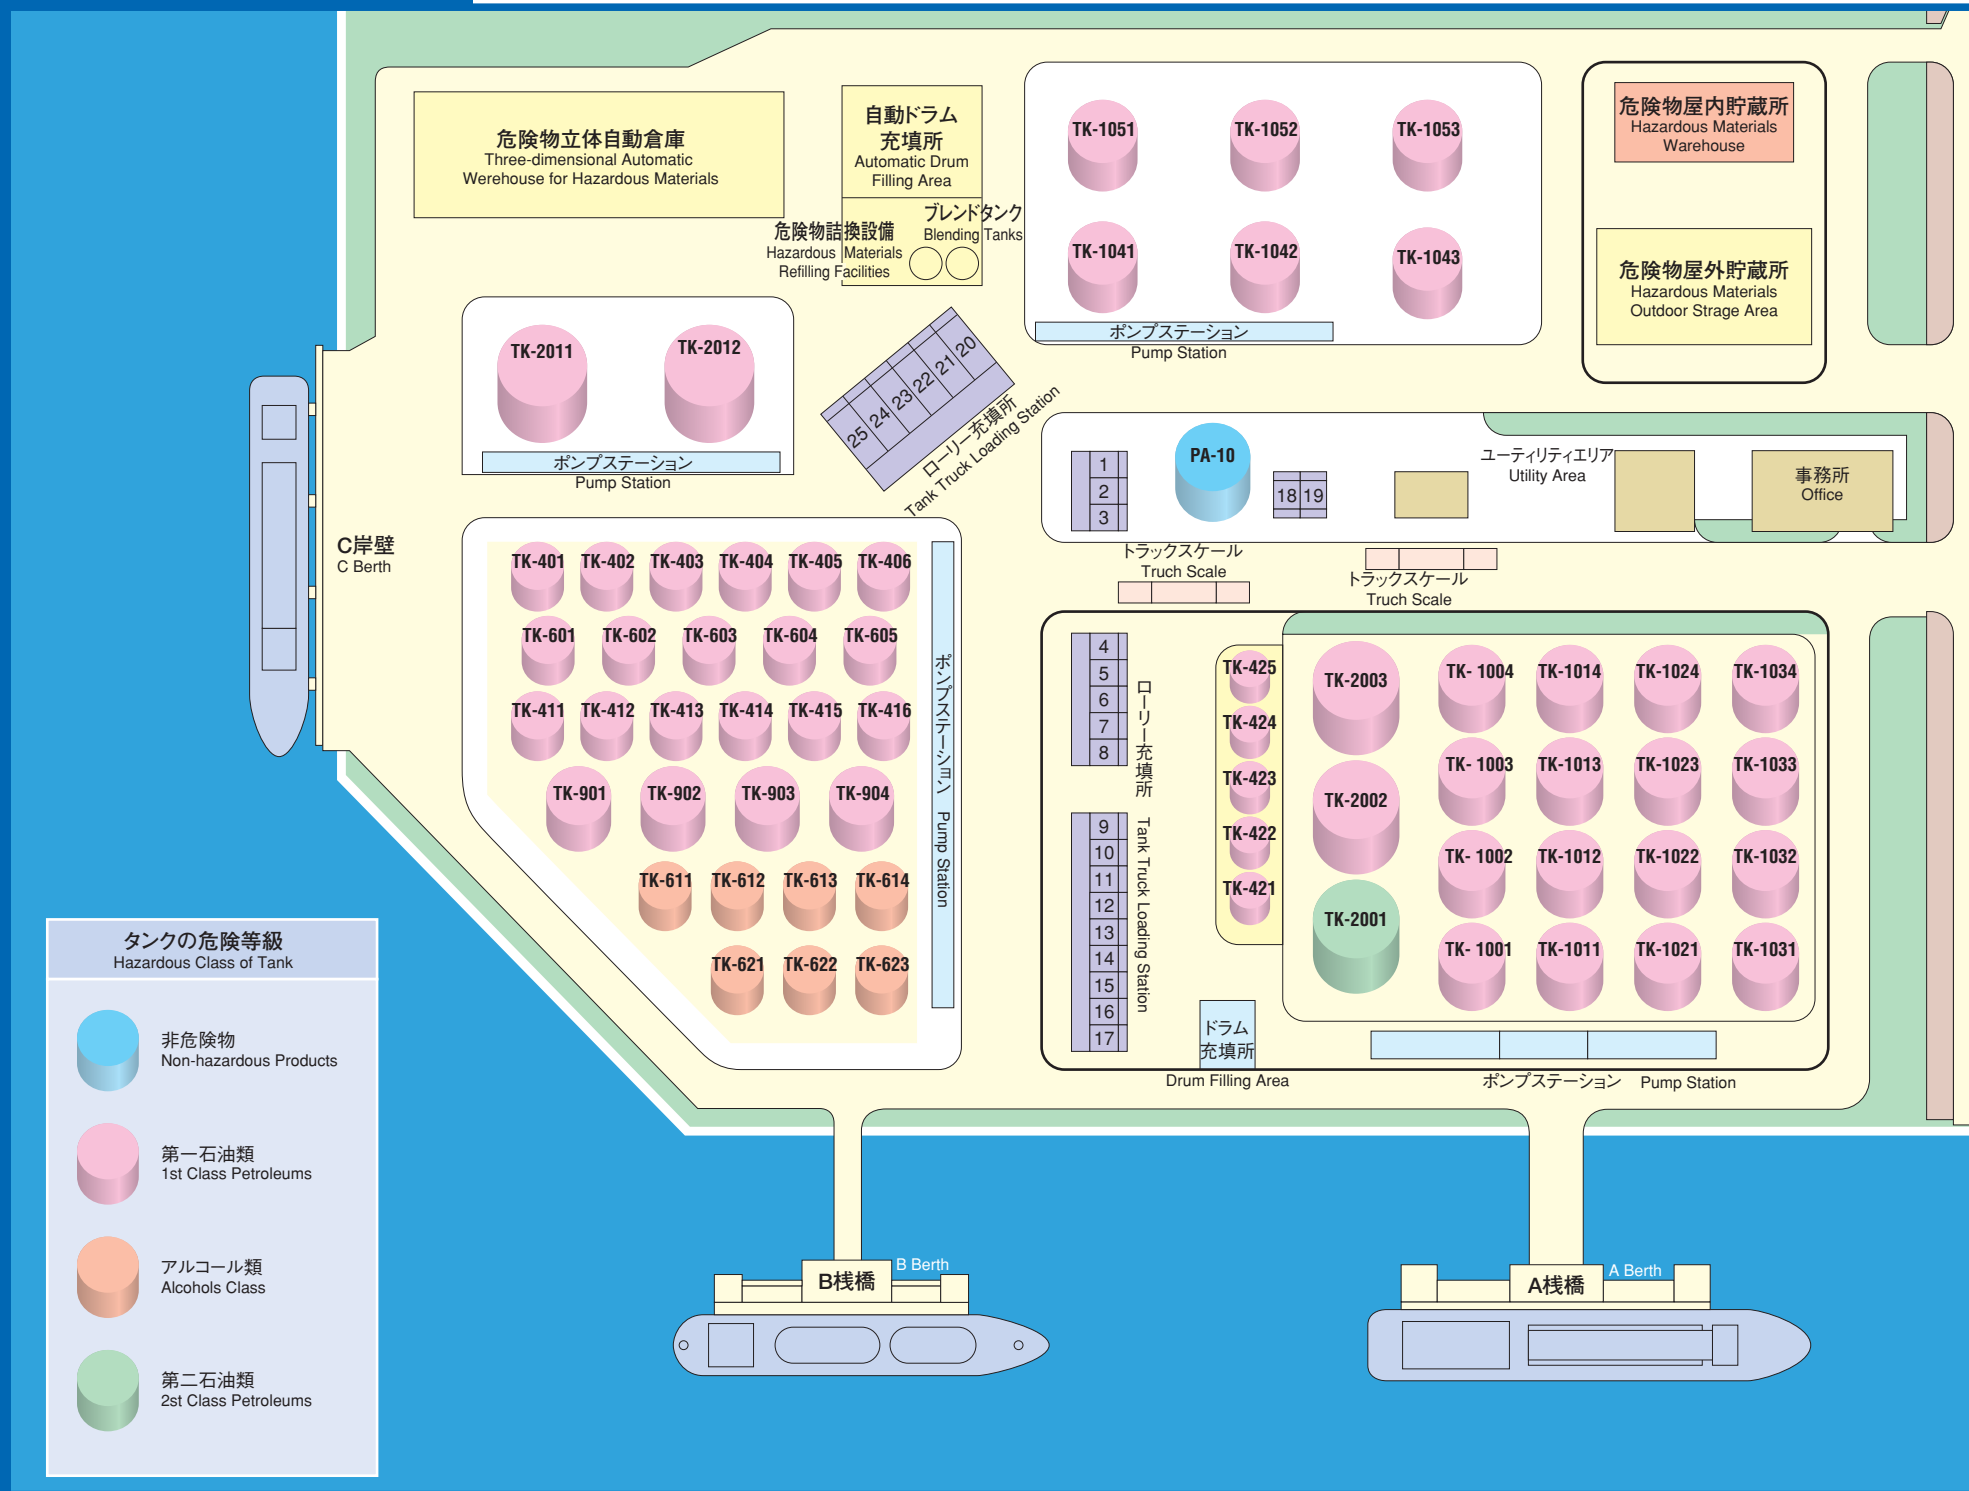 危険物立体自動倉庫
Three-dimensional Automatic
Werehouse for Hazardous Materials
自動ドラム
充填所
Automatic Drum
Filling Area
ブレンドタンク
Blending Tanks
危険物詰換設備
Hazardous Materials
Refilling Facilities
TK-1051
TK-1052
TK-1053
TK-1041
TK-1042
TK-1043
ポンプステーション
Pump Station
危険物屋内貯蔵所
Hazardous Materials
Warehouse
危険物屋外貯蔵所
Hazardous Materials
Outdoor Strage Area
TK-2011
TK-2012
ポンプステーション
Pump Station
20
21
22
23
24
25
ローリー充填所
Tank Truck Loading Station
1
2
3
PA-10
18
19
ユーティリティエリア
Utility Area
事務所
Office
トラックスケール
Truch Scale
トラックスケール
Truch Scale
C岸壁
C Berth
TK-401
TK-402
TK-403
TK-404
TK-405
TK-406
TK-601
TK-602
TK-603
TK-604
TK-605
TK-411
TK-412
TK-413
TK-414
TK-415
TK-416
TK-901
TK-902
TK-903
TK-904
TK-611
TK-612
TK-613
TK-614
TK-621
TK-622
TK-623
ポンプステーション Pump Station
4
5
6
7
8
9
10
11
12
13
14
15
16
17
ローリー充填所 Tank Truck Loading Station
TK-425
TK-424
TK-423
TK-422
TK-421
TK-2003
TK-2002
TK-2001
TK- 1004
TK-1014
TK-1024
TK-1034
TK- 1003
TK-1013
TK-1023
TK-1033
TK- 1002
TK-1012
TK-1022
TK-1032
TK- 1001
TK-1011
TK-1021
TK-1031
ドラム
充填所
Drum Filling Area
ポンプステーション Pump Station
B桟橋
B Berth
A桟橋
A Berth
タンクの危険等級
Hazardous Class of Tank
非危険物
Non-hazardous Products
第一石油類
1st Class Petroleums
アルコール類
Alcohols Class
第二石油類
2st Class Petroleums